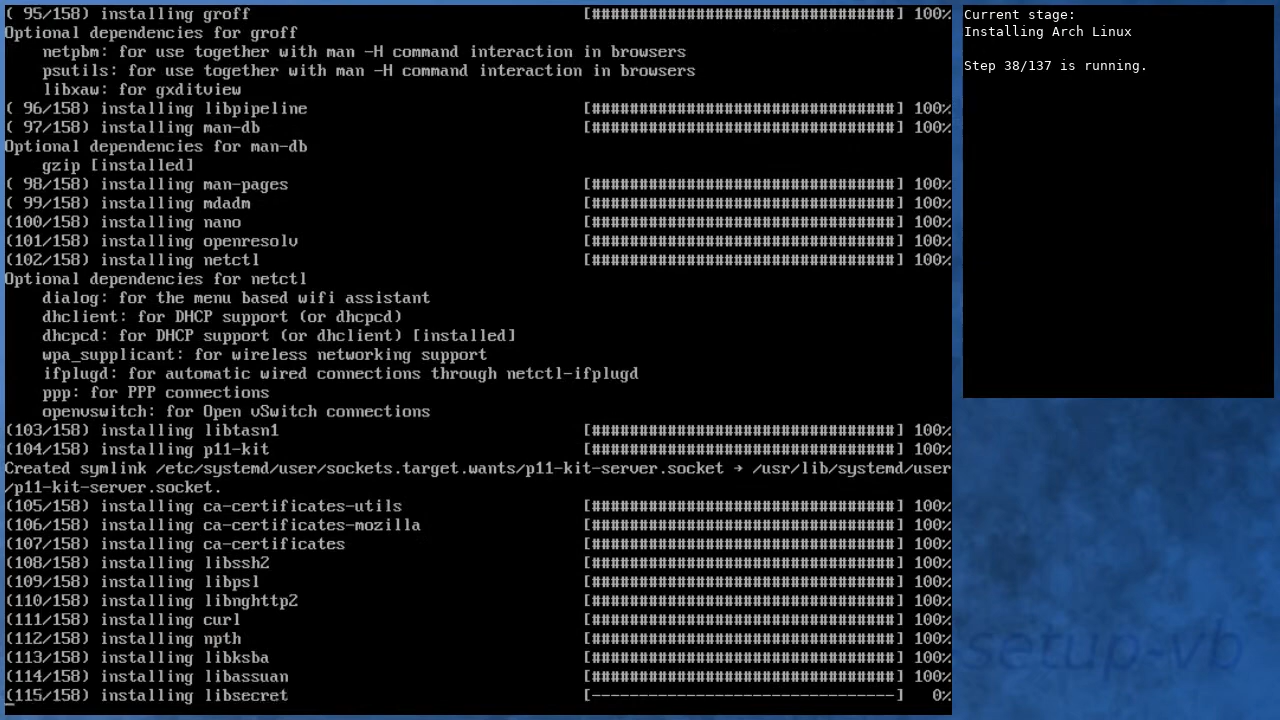 ( 95/158) installing groff [################################] 100%
Optional dependencies for groff
    netpbm: for use together with man -H command interaction in browsers
    psutils: for use together with man -H command interaction in browsers
    libxaw: for gxditview
( 96/158) installing libpipeline [################################] 100%
( 97/158) installing man-db [################################] 100%
Optional dependencies for man-db
    gzip [installed]
( 98/158) installing man-pages [################################] 100%
( 99/158) installing mdadm [################################] 100%
(100/158) installing nano [################################] 100%
(101/158) installing openresolv [################################] 100%
(102/158) installing netctl [################################] 100%
Optional dependencies for netctl
    dialog: for the menu based wifi assistant
    dhclient: for DHCP support (or dhcpcd)
    dhcpcd: for DHCP support (or dhclient) [installed]
    wpa_supplicant: for wireless networking support
    ifplugd: for automatic wired connections through netctl-ifplugd
    ppp: for PPP connections
    openvswitch: for Open vSwitch connections
(103/158) installing libtasn1 [################################] 100%
(104/158) installing p11-kit [################################] 100%
Created symlink /etc/systemd/user/sockets.target.wants/p11-kit-server.socket → /usr/lib/systemd/user
/p11-kit-server.socket.
(105/158) installing ca-certificates-utils [################################] 100%
(106/158) installing ca-certificates-mozilla [################################] 100%
(107/158) installing ca-certificates [################################] 100%
(108/158) installing libssh2 [################################] 100%
(109/158) installing libpsl [################################] 100%
(110/158) installing libnghttp2 [################################] 100%
(111/158) installing curl [################################] 100%
(112/158) installing npth [################################] 100%
(113/158) installing libksba [################################] 100%
(114/158) installing libassuan [################################] 100%
(115/158) installing libsecret [--------------------------------] 0%
Current stage:
Installing Arch Linux
Step 38/137 is running.
setup-vb